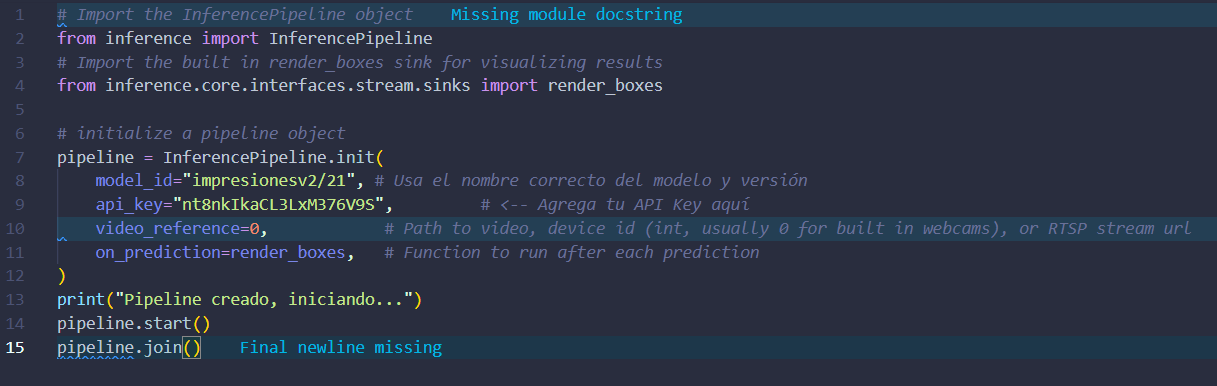 1 # Import the InferencePipeline object Missing module docstring
2 from inference import InferencePipeline
3 # Import the built in render_boxes sink for visualizing results
4 from inference.core.interfaces.stream.sinks import render_boxes
5
6 # initialize a pipeline object
7 pipeline = InferencePipeline.init(
8 model_id="impresionesv2/21", # Usa el nombre correcto del modelo y versión
9 api_key="nt8nkIkaCL3LxM376V9S", # <-- Agrega tu API Key aquí
10 video_reference=0, # Path to video, device id (int, usually 0 for built in webcams), or RTSP stream url
11 on_prediction=render_boxes, # Function to run after each prediction
12 )
13 print("Pipeline creado, iniciando...")
14 pipeline.start()
15 pipeline.join() Final newline missing